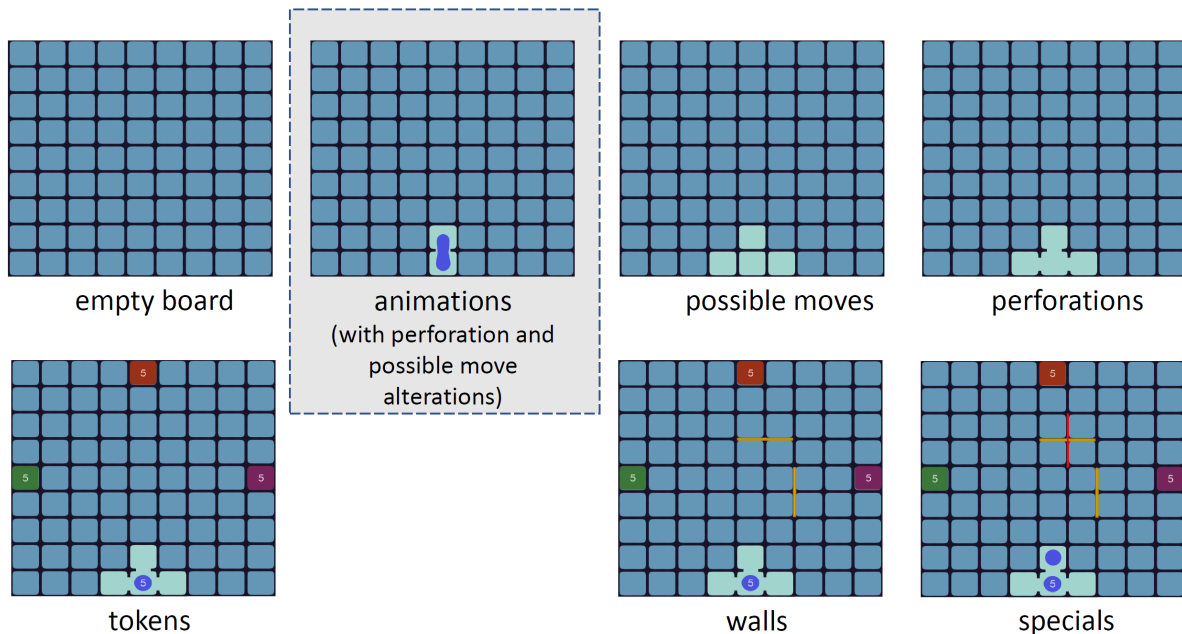 empty board
animations
(with perforation and
possible move
alterations)
possible moves
perforations
5
5
5
5
tokens
5
5
5
5
walls
5
5
5
5
specials